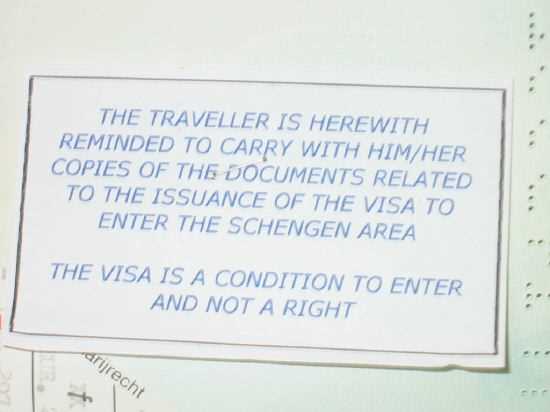 THE TRAVELLER IS HEREWITH
REMINDED TO CARRY WITH HIM/HER
COPIES OF THE DOCUMENTS RELATED
TO THE ISSUANCE OF THE VISA TO
ENTER THE SCHENGEN AREA
THE VISA IS A CONDITION TO ENTER
AND NOT A RIGHT
arijrecht